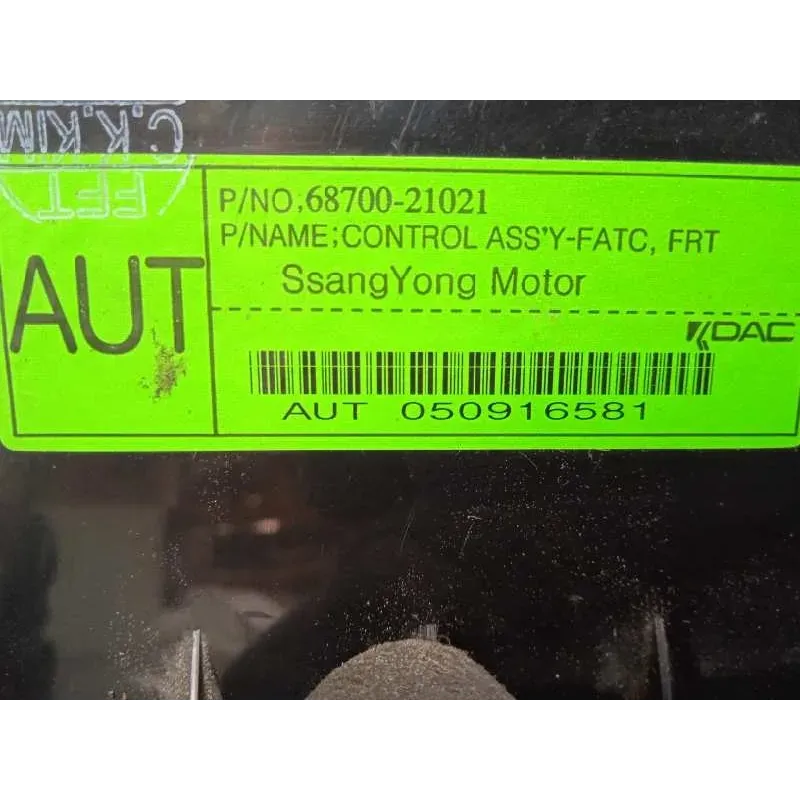 C.K.KIM
FFT
AUT
P/NO;68700-21021
P/NAME;CONTROL ASS'Y-FATC, FRT
SsangYong Motor
DAC
AUT 050916581